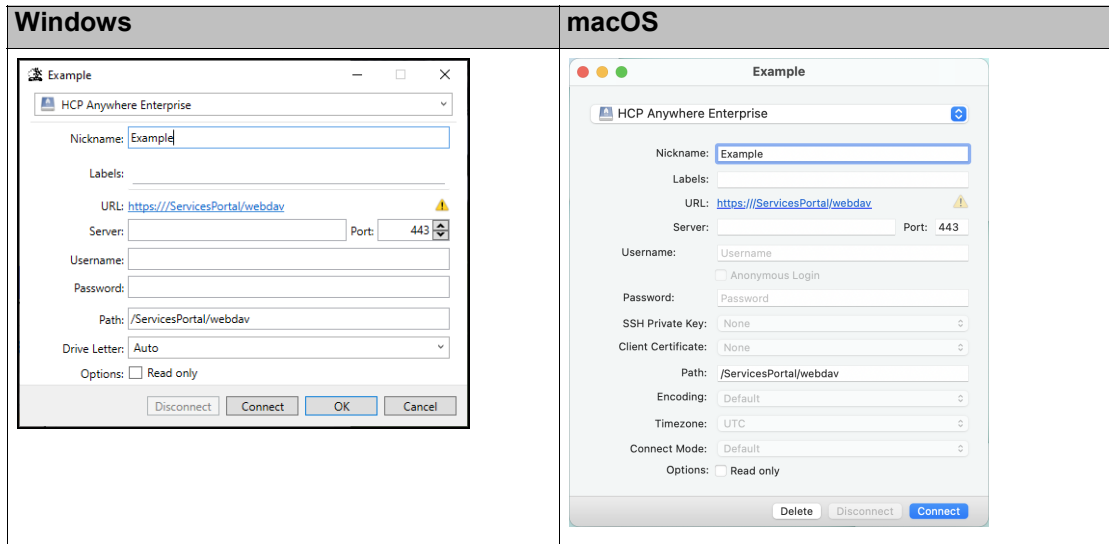 Windows
macOS
Example
HCP Anywhere Enterprise
Nickname: Example
Labels:
URL: https:///ServicesPortal/webdav
Server: Port: 443
Username:
Password:
Path: /ServicesPortal/webdav
Drive Letter: Auto
Options: Read only
Disconnect Connect OK Cancel
Example
HCP Anywhere Enterprise
Nickname: Example
Labels:
URL: https:///ServicesPortal/webdav
Server: Port: 443
Username: Username
Anonymous Login
Password: Password
SSH Private Key: None
Client Certificate: None
Path: /ServicesPortal/webdav
Encoding: Default
Timezone: UTC
Connect Mode: Default
Options: Read only
Delete Disconnect Connect